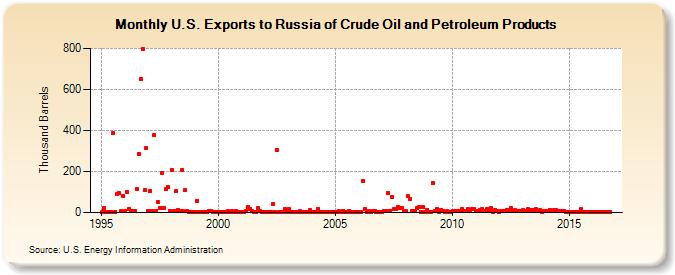 Monthly U.S. Exports to Russia of Crude Oil and Petroleum Products
Thousand Barrels
800
600
400
200
0
1995 2000 2005 2010 2015
Source: U.S. Energy Information Administration